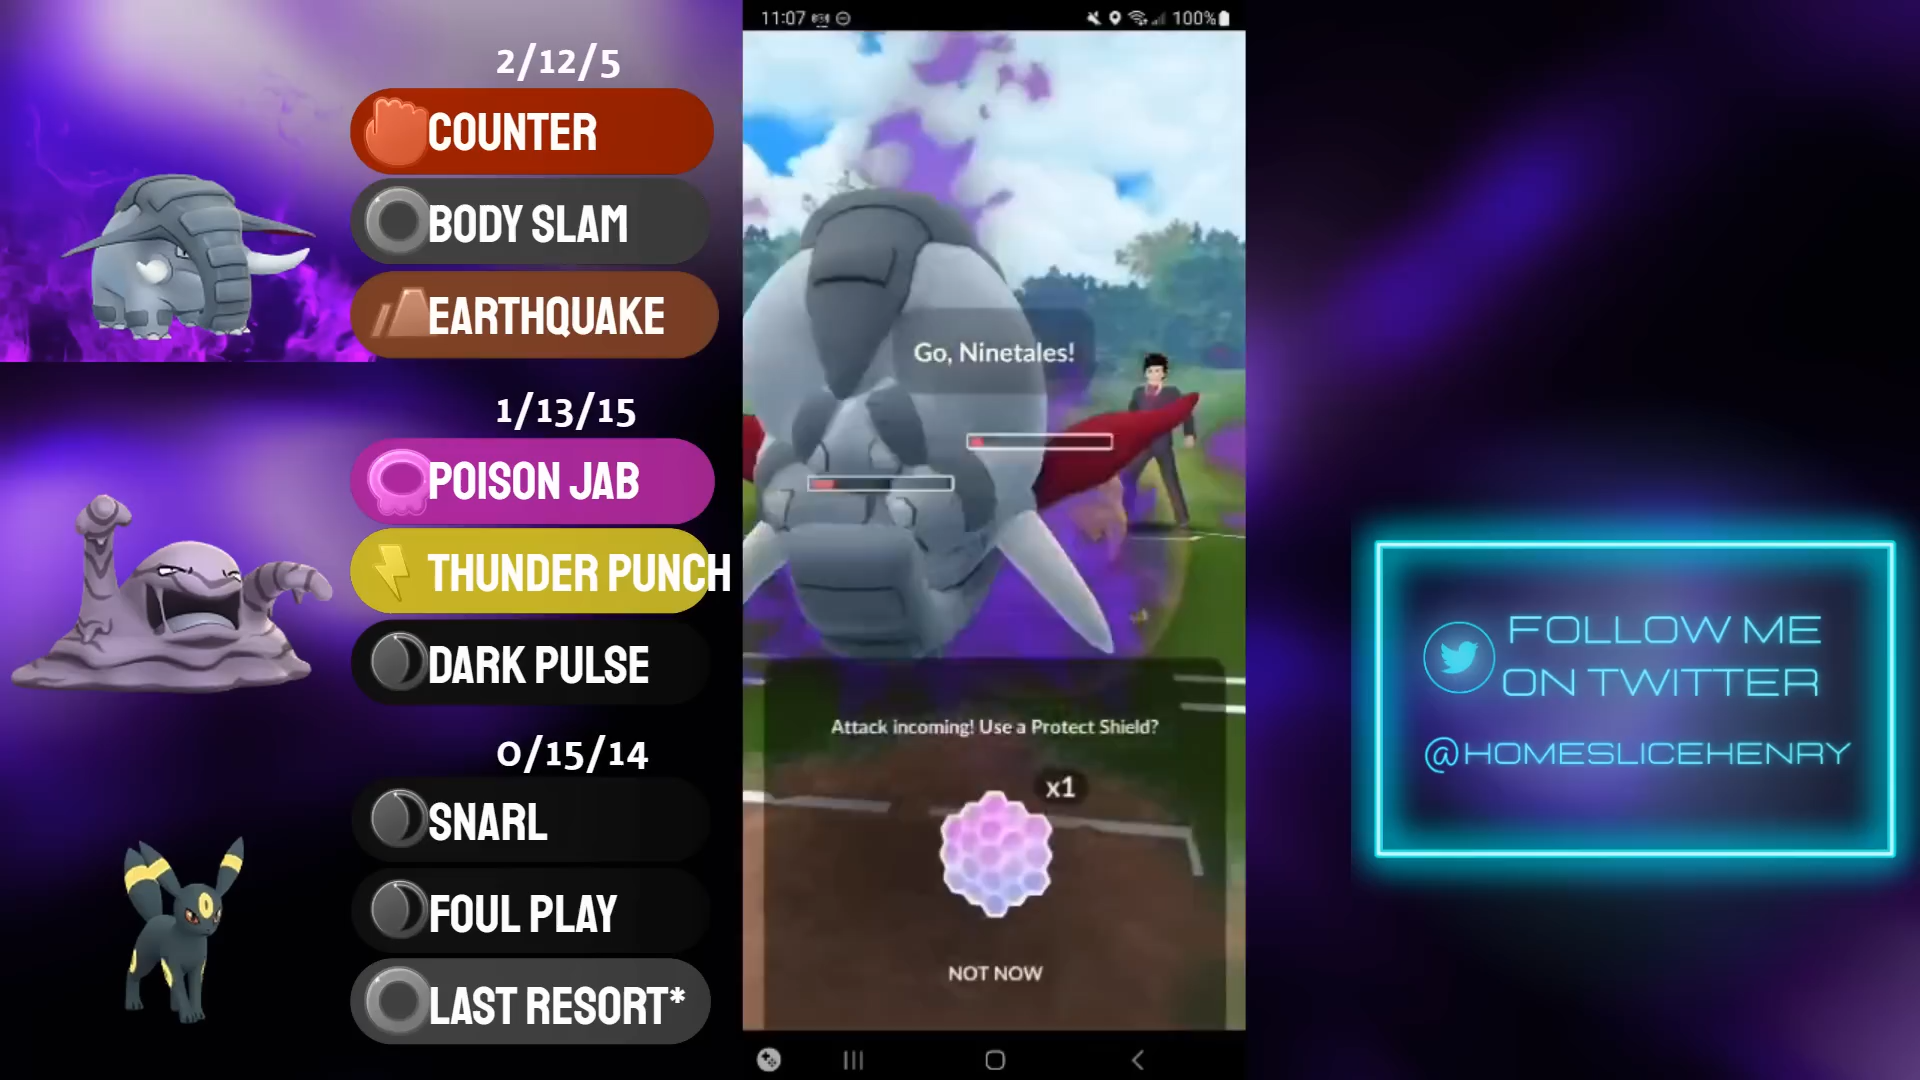 2/12/5
COUNTER
BODY SLAM
EARTHQUAKE
1/13/15
POISON JAB
THUNDER PUNCH
DARK PULSE
0/15/14
SNARL
FOUL PLAY
LAST RESORT*
11:07
100%
Go, Ninetales!
Attack incoming! Use a Protect Shield?
x1
NOT NOW
FOLLOW ME
ON TWITTER
@HOMESLICEHENRY